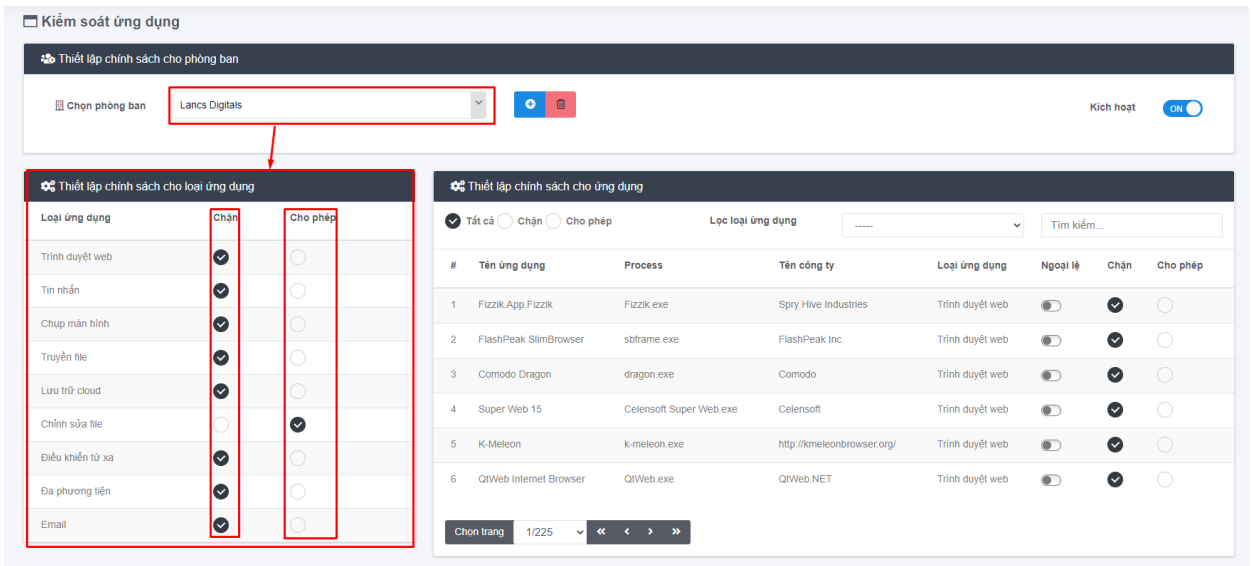 Kiểm soát ứng dụng
Thiết lập chính sách cho phòng ban
Chọn phòng ban Lancs Digitals Kích hoạt ON
Thiết lập chính sách cho loại ứng dụng
Loại ứng dụng Chặn Cho phép
Trình duyệt web
Tin nhắn
Chụp màn hình
Truyền file
Lưu trữ cloud
Chỉnh sửa file
Điều khiển từ xa
Đa phương tiện
Email
Thiết lập chính sách cho ứng dụng
Tất cả Chặn Cho phép Lọc loại ứng dụng ----- Tìm kiếm...
# Tên ứng dụng Process Tên công ty Loại ứng dụng Ngoại lệ Chặn Cho phép
1 Fizzik.App.Fizzik Fizzik.exe Spry Hive Industries Trình duyệt web
2 FlashPeak SlimBrowser sbframe.exe FlashPeak Inc. Trình duyệt web
3 Comodo Dragon dragon.exe Comodo Trình duyệt web
4 Super Web 15 Celensoft Super Web.exe Celensoft Trình duyệt web
5 K-Meleon k-meleon.exe http://kmeleonbrowser.org/ Trình duyệt web
6 QtWeb Internet Browser QtWeb.exe QtWeb.NET Trình duyệt web
Chọn trang 1/225 « ‹ › »